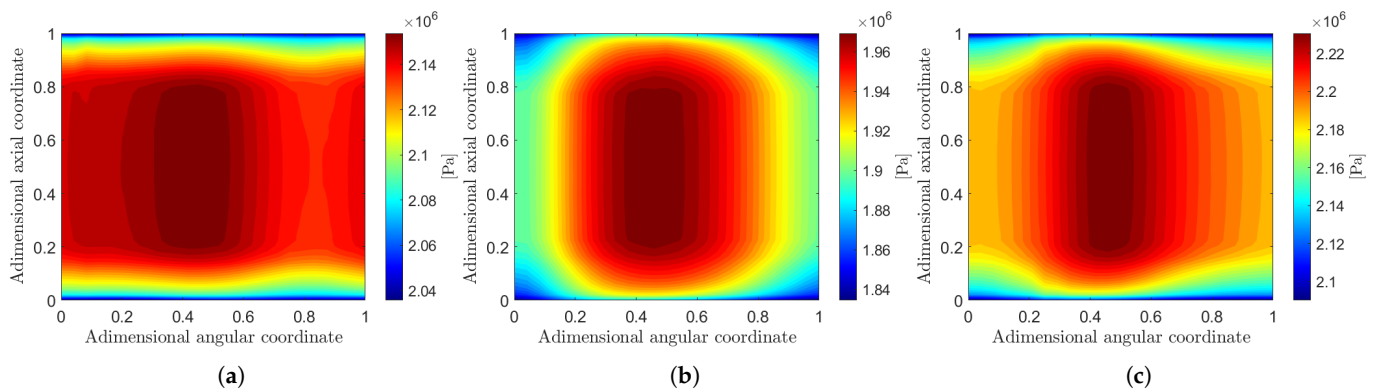 ×10⁶
1
0.8
0.6
0.4
0.2
0
Adimensional axial coordinate
0 0.2 0.4 0.6 0.8 1
Adimensional angular coordinate
2.14
2.12
2.1
2.08
2.06
2.04
[Pa]
(a)
×10⁶
1
0.8
0.6
0.4
0.2
0
Adimensional axial coordinate
0 0.2 0.4 0.6 0.8 1
Adimensional angular coordinate
1.96
1.94
1.92
1.9
1.88
1.86
1.84
[Pa]
(b)
×10⁶
1
0.8
0.6
0.4
0.2
0
Adimensional axial coordinate
0 0.2 0.4 0.6 0.8 1
Adimensional angular coordinate
2.22
2.2
2.18
2.16
2.14
2.12
2.1
[Pa]
(c)